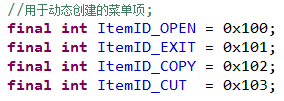 //用于动态创建的菜单项;
final int ItemID_OPEN = 0x100;
final int ItemID_EXIT = 0x101;
final int ItemID_COPY = 0x102;
final int ItemID_CUT  = 0x103;